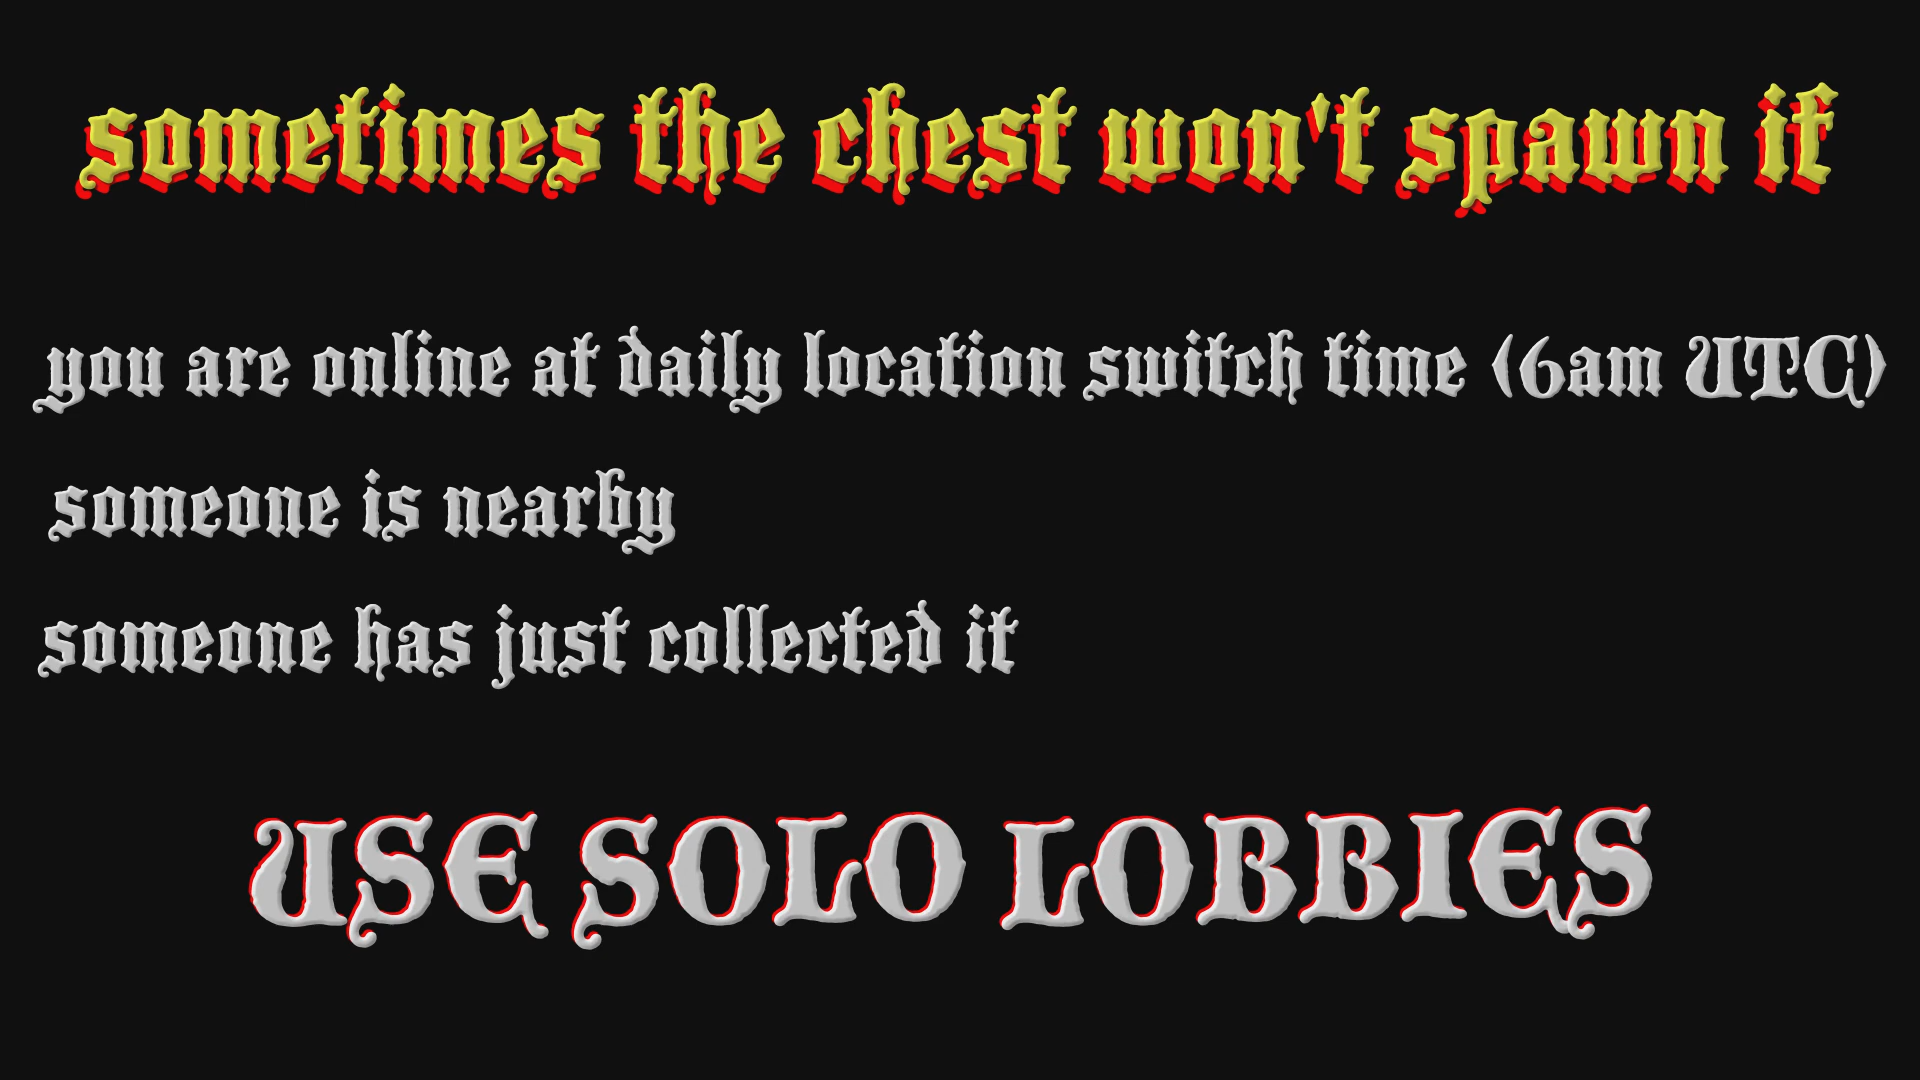 sometimes the chest won't spawn if
you are online at daily location switch time (6am UTC)
someone is nearby
someone has just collected it
USE SOLO LOBBIES